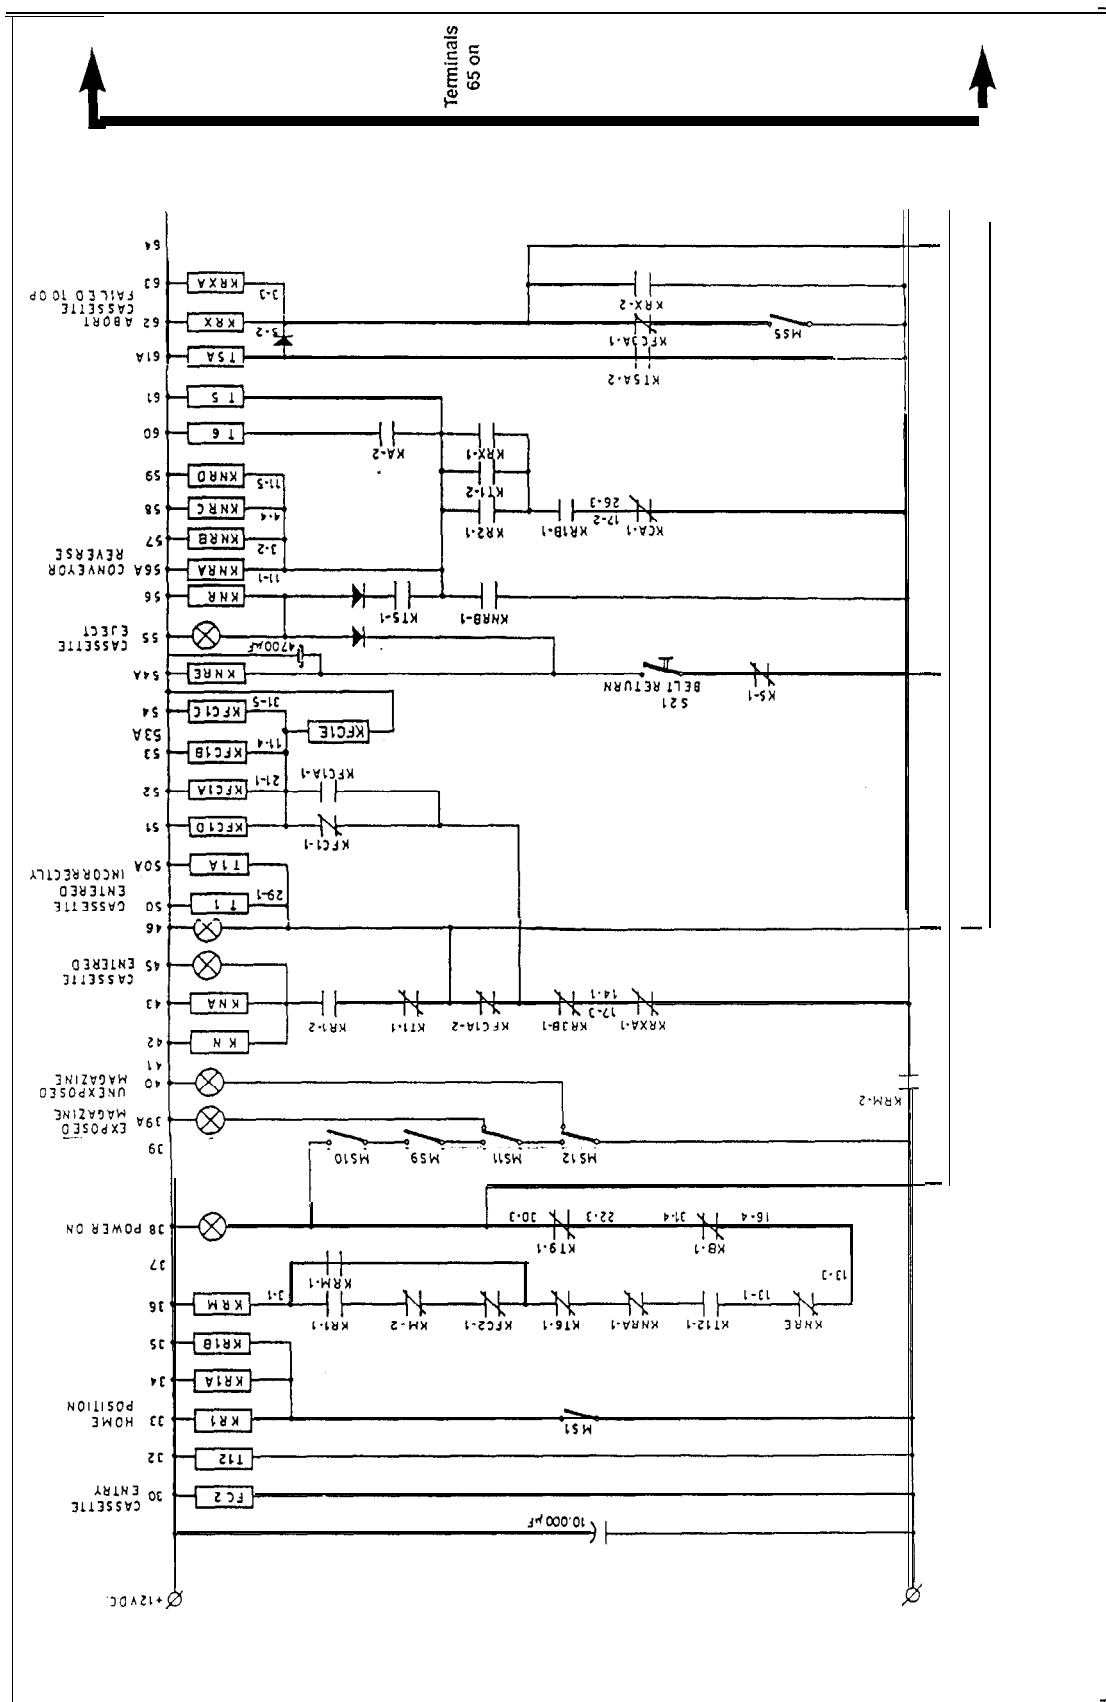 Terminals
65 on
+12VDC.
10.000 µF
CASSETTE
ENTRY
30
FC2
32
T12
HOME
POSITION
33
KR1
MS1
34
KR1A
35
KR1B
36
KRM
3-1
KR1-1
KM-2
KFC2-1
KT6-1
KNRA-1
KT12-1
13-1
KNRE
13-3
37
KRM-1
38 POWER ON
KT9-1
30-3
22-3
31-4
KB-1
16-4
39
MS10
MS9
MS11
MS12
39A
EXPOSED
MAGAZINE
KRM-2
40
UNEXPOSED
MAGAZINE
41
42
KN
43
KNA
KR1-2
KT1-1
KFC1A-2
KR3B-1
17-3
14-1
KRXA-1
CASSETTE
ENTERED
45
46
50
T1
29-1
CASSETTE
ENTERED
INCORRECTLY
50A
T1A
51
KFC1D
KFC1-1
52
KFC1A
21-1
KFC1A-1
53
KFC1B
11-4
53A
KFC1E
54
KFC1C
31-5
54A
KNRE
S21
BELT RETURN
KS-1
4700µF
55
CASSETTE
EJECT
56
KNR
KT5-1
KNRB-1
56A
KNRA
11-1
CONVEYOR
REVERSE
57
KNRB
3-2
58
KNRC
4-4
KR2-1
KR1B-1
17-2
26-3
KCA-1
59
KNRD
11-5
KT1-2
60
T6
KA-2
KRX-1
61
T5
61A
T5A
KT5A-2
62
KRX
3-2
KFC3A-1
MS5
ABORT
CASSETTE
FAILED TO OP
63
KRXA
3-3
KRX-2
64